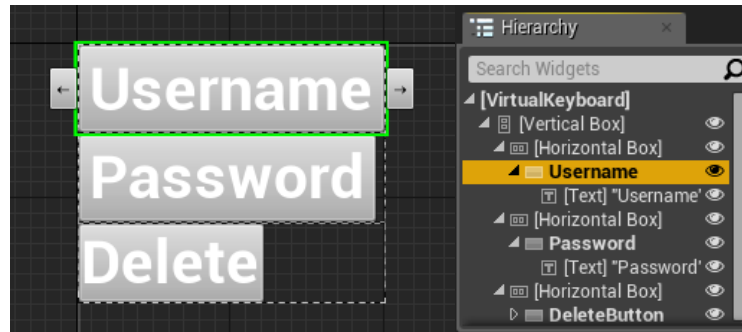 Username
Password
Delete
Hierarchy
Search Widgets
[VirtualKeyboard]
[Vertical Box]
[Horizontal Box]
Username
[Text] "Username"
[Horizontal Box]
Password
[Text] "Password"
[Horizontal Box]
DeleteButton